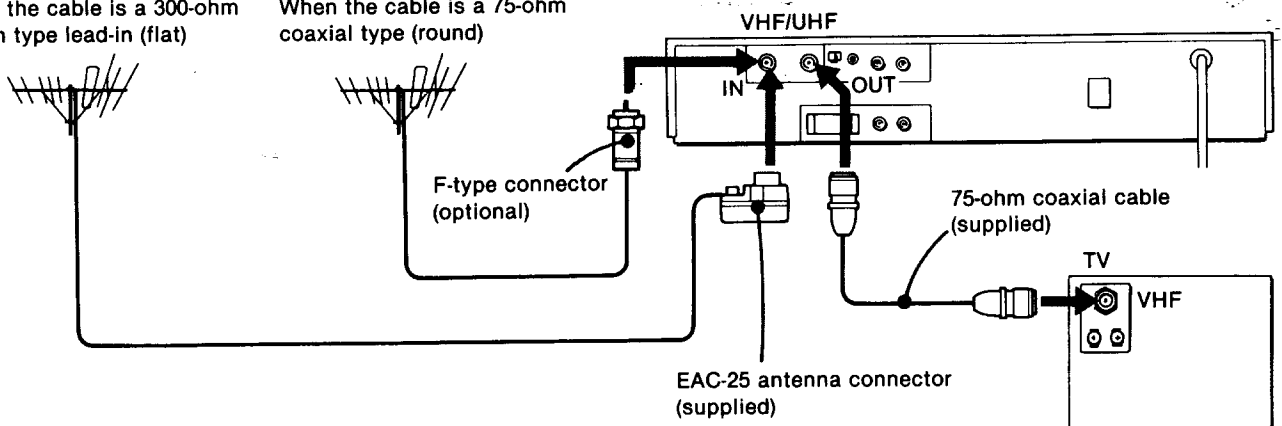 the cable is a 300-ohm
type lead-in (flat)
When the cable is a 75-ohm
coaxial type (round)
VHF/UHF
IN
OUT
F-type connector
(optional)
75-ohm coaxial cable
(supplied)
TV
VHF
EAC-25 antenna connector
(supplied)